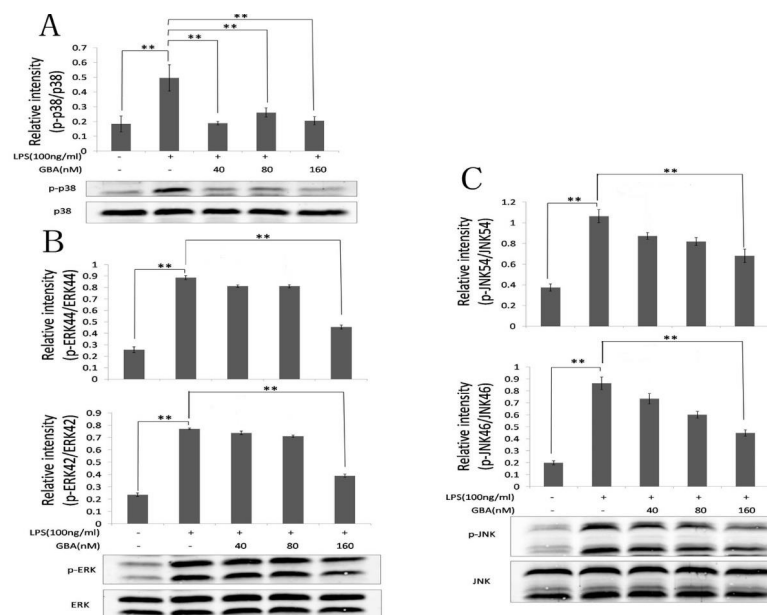 A
**
**
**
**
Relative intensity
(p-p38/p38)
0.7
0.6
0.5
0.4
0.3
0.2
0.1
0
LPS(100ng/ml) - + + + +
GBA(nM) - - 40 80 160
p-p38
p38
B
**
**
Relative intensity
(p-ERK44/ERK44)
1
0.9
0.8
0.7
0.6
0.5
0.4
0.3
0.2
0.1
0
**
**
Relative intensity
(p-ERK42/ERK42)
0.9
0.8
0.7
0.6
0.5
0.4
0.3
0.2
0.1
0
LPS(100ng/ml) - + + + +
GBA(nM) - - 40 80 160
p-ERK
ERK
C
**
**
Relative intensity
(p-JNK54/JNK54)
1.2
1
0.8
0.6
0.4
0.2
0
**
**
Relative intensity
(p-JNK46/JNK46)
1
0.9
0.8
0.7
0.6
0.5
0.4
0.3
0.2
0.1
0
LPS(100ng/ml) - + + + +
GBA(nM) - - 40 80 160
p-JNK
JNK